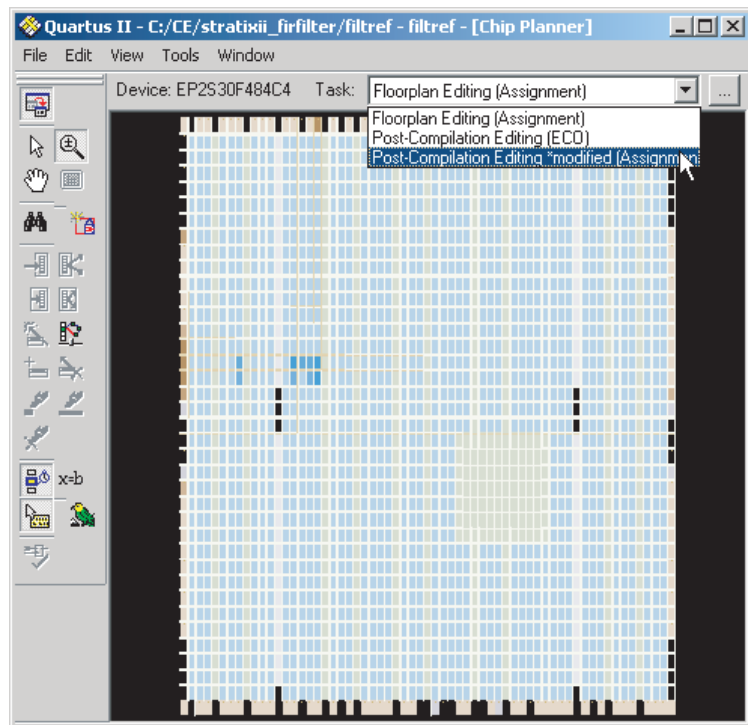 Quartus II - C:/CE/stratixii_firfilter/filtref - filtref - [Chip Planner]
File Edit View Tools Window
Device: EP2S30F484C4 Task: Floorplan Editing (Assignment) ...
Floorplan Editing (Assignment)
Post-Compilation Editing (ECO)
Post-Compilation Editing *modified (Assignmen
x=b